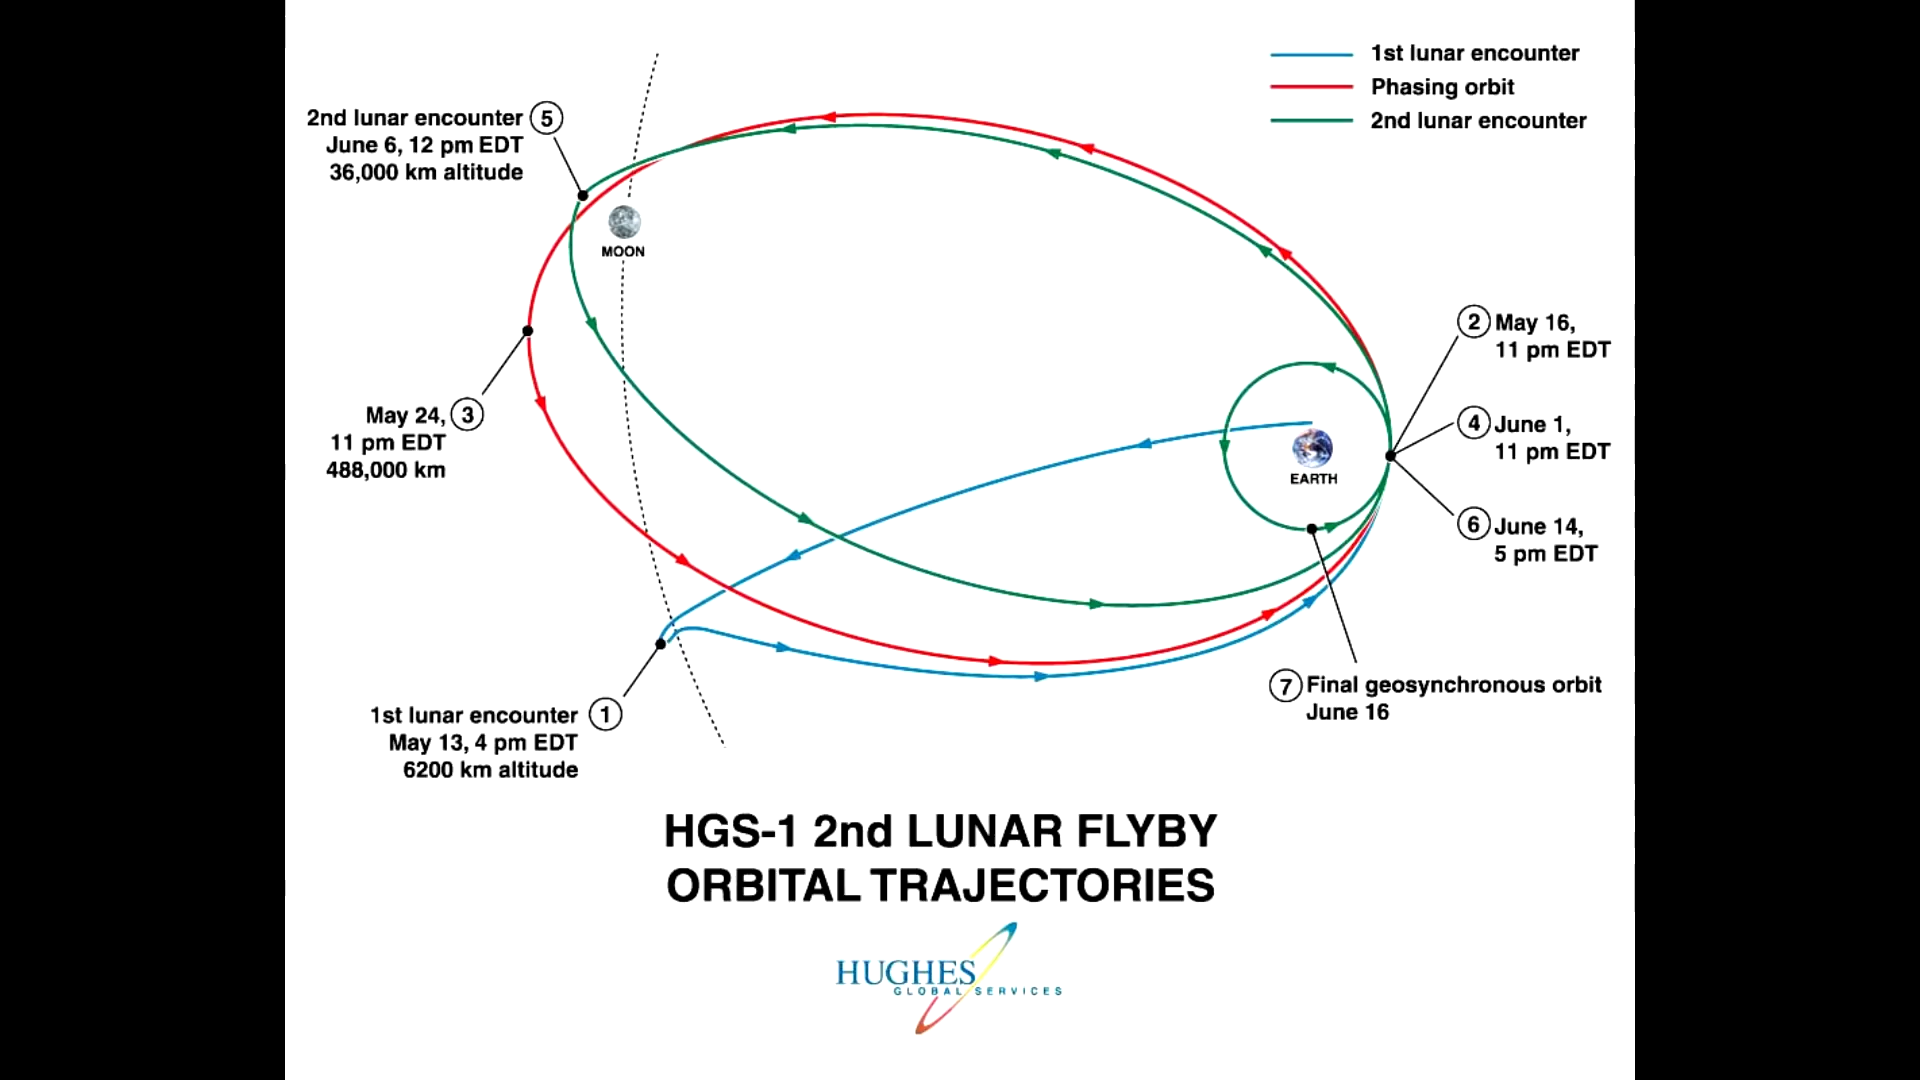 1st lunar encounter
Phasing orbit
2nd lunar encounter
2nd lunar encounter 5
June 6, 12 pm EDT
36,000 km altitude
MOON
2 May 16,
11 pm EDT
May 24, 3
11 pm EDT
488,000 km
4 June 1,
11 pm EDT
EARTH
6 June 14,
5 pm EDT
7 Final geosynchronous orbit
June 16
1st lunar encounter 1
May 13, 4 pm EDT
6200 km altitude
HGS-1 2nd LUNAR FLYBY
ORBITAL TRAJECTORIES
HUGHES
GLOBAL SERVICES